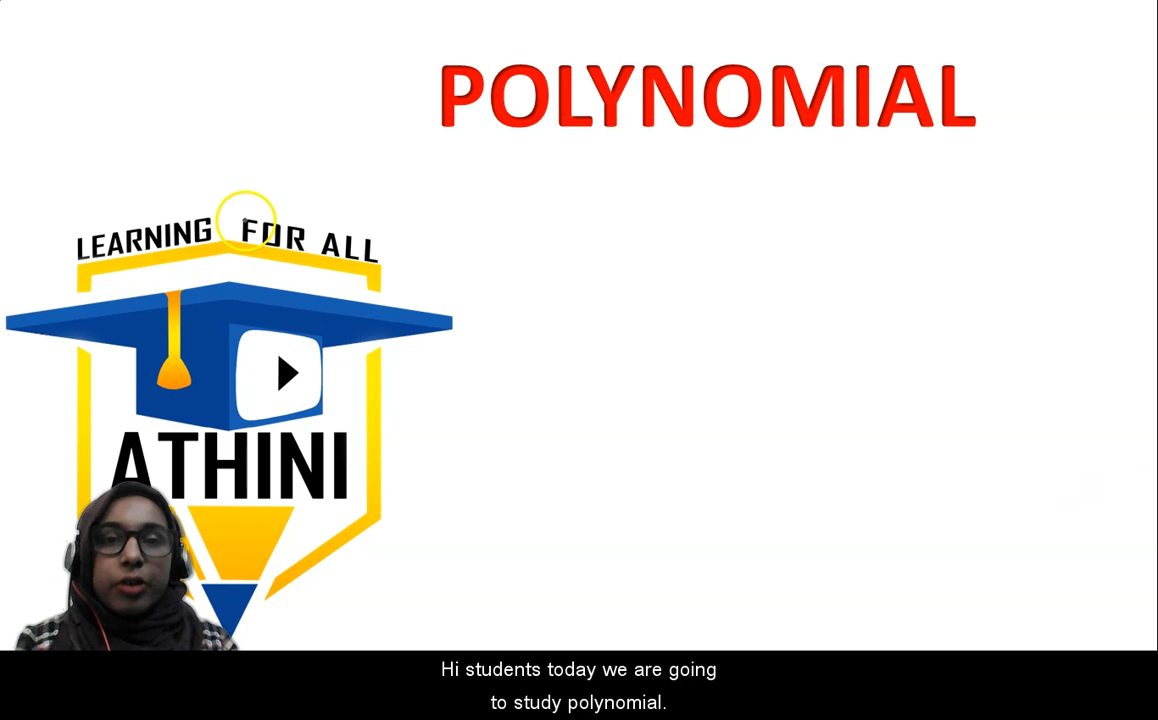 POLYNOMIAL
LEARNING FOR ALL
ATHINI
Hi students today we are going
to study polynomial.